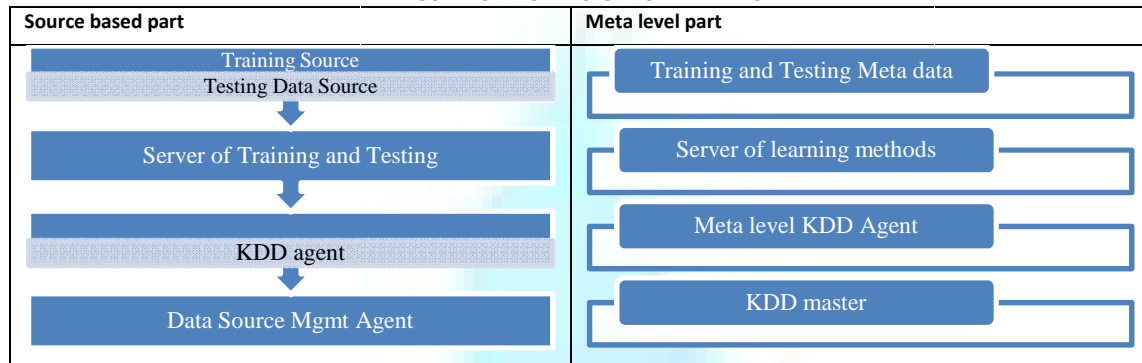 Source based part
Training Source
Testing Data Source
Server of Training and Testing
KDD agent
Data Source Mgmt Agent
Meta level part
Training and Testing Meta data
Server of learning methods
Meta level KDD Agent
KDD master